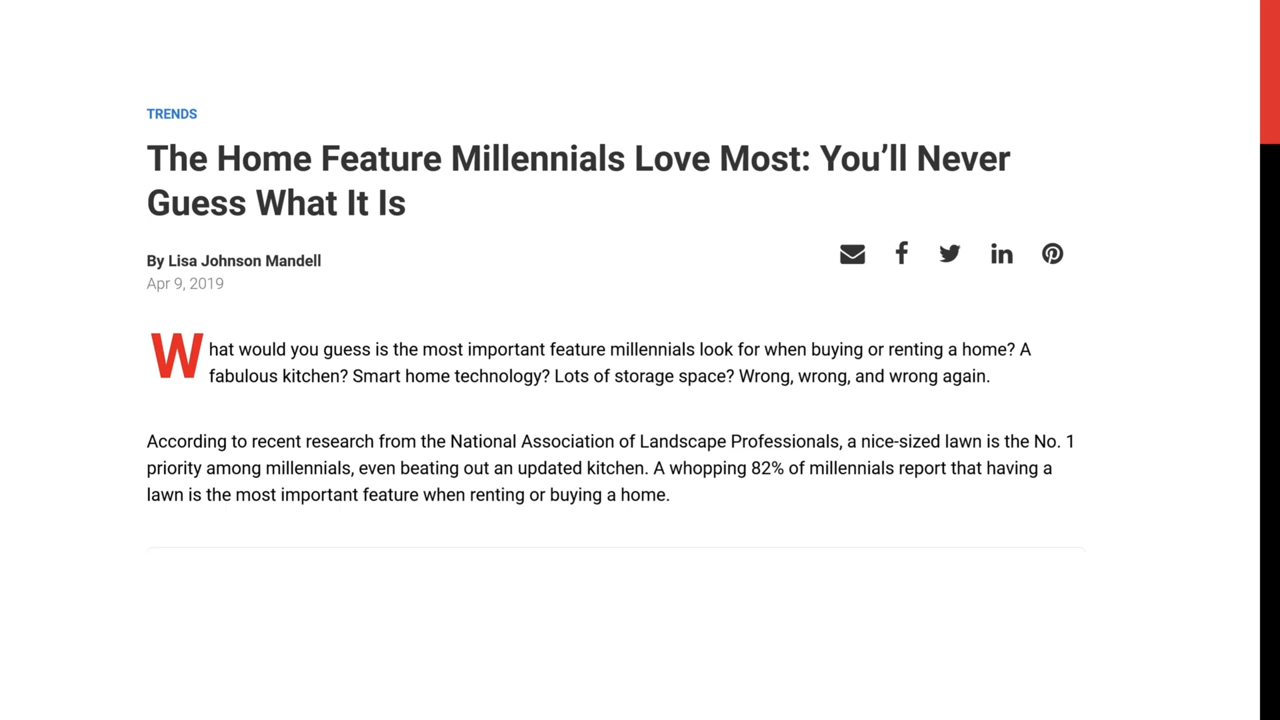 TRENDS
The Home Feature Millennials Love Most: You’ll Never
Guess What It Is
By Lisa Johnson Mandell
Apr 9, 2019
What would you guess is the most important feature millennials look for when buying or renting a home? A
fabulous kitchen? Smart home technology? Lots of storage space? Wrong, wrong, and wrong again.
According to recent research from the National Association of Landscape Professionals, a nice-sized lawn is the No. 1
priority among millennials, even beating out an updated kitchen. A whopping 82% of millennials report that having a
lawn is the most important feature when renting or buying a home.